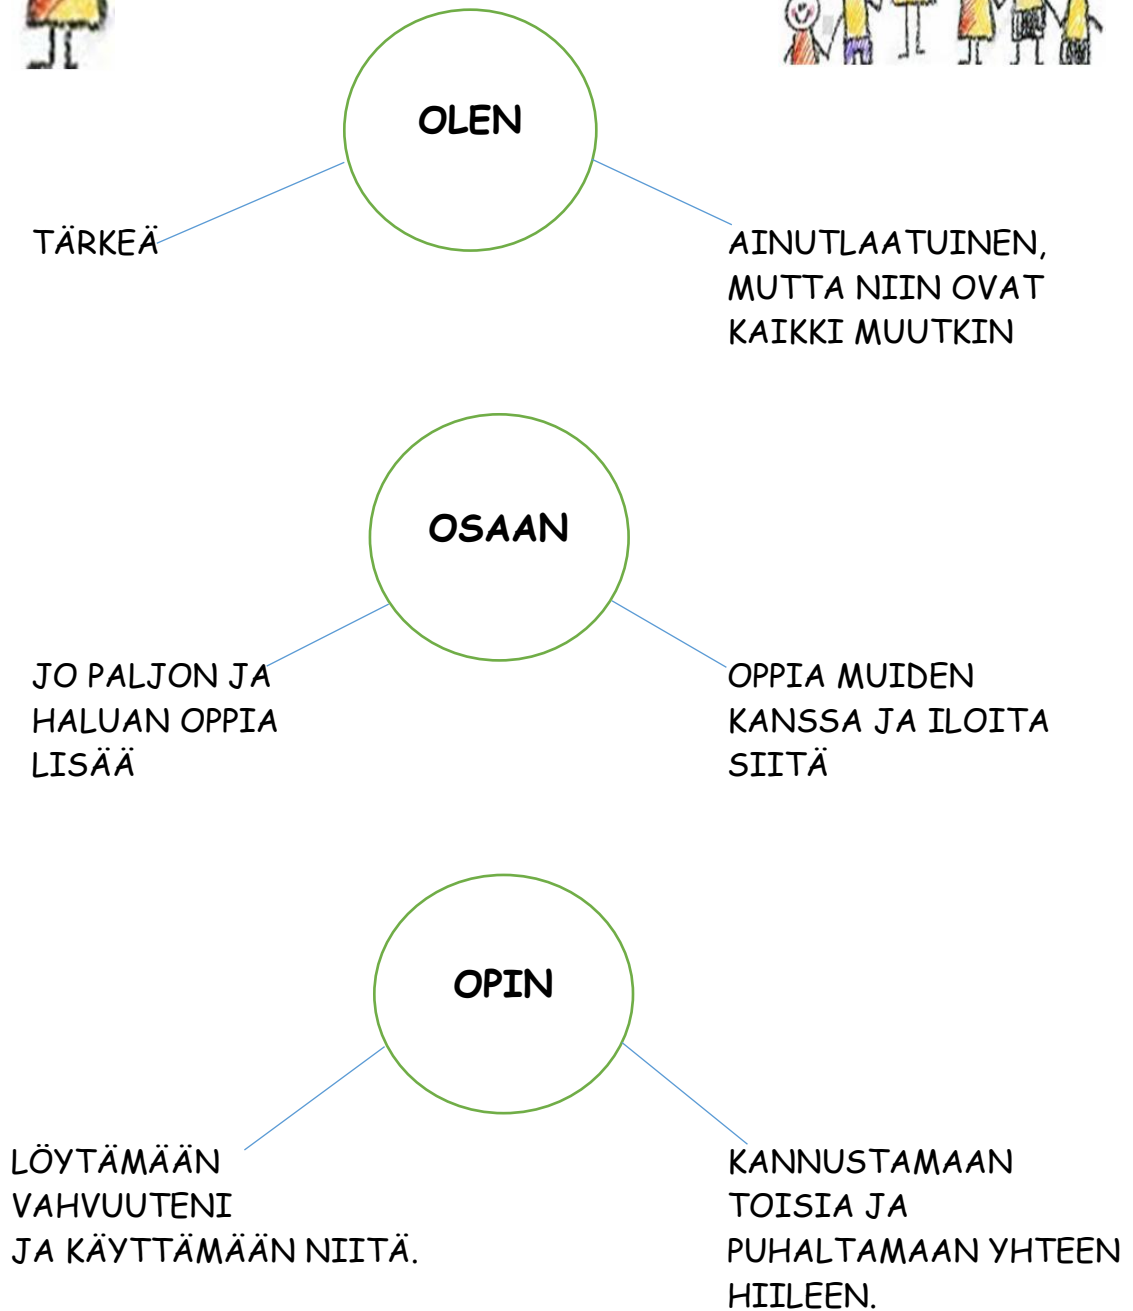 OLEN
TÄRKEÄ
AINUTLAATUINEN,
MUTTA NIIN OVAT
KAIKKI MUUTKIN
OSAAN
JO PALJON JA
HALUAN OPPIA
LISÄÄ
OPPIA MUIDEN
KANSSA JA ILOITA
SIITÄ
OPIN
LÖYTÄMÄÄN
VAHVUUTENI
JA KÄYTTÄMÄÄN NIITÄ.
KANNUSTAMAAN
TOISIA JA
PUHALTAMAAN YHTEEN
HIILEEN.